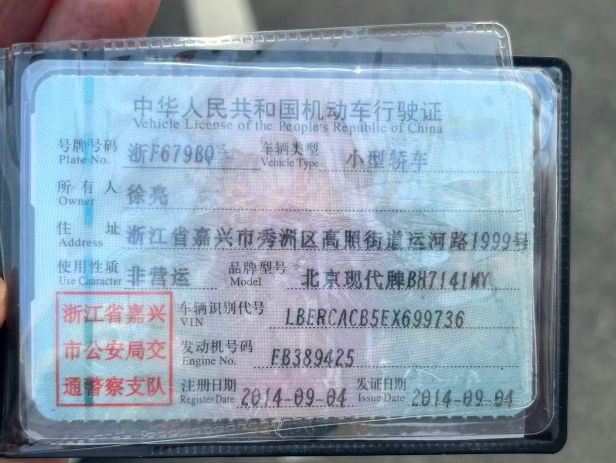 中华人民共和国机动车行驶证
Vehicle License of the People's Republic of China
号牌号码 浙F679BQ 车辆类型 小型轿车
Plate No. Vehicle Type
所有人 徐亮
Owner
住址 浙江省嘉兴市秀洲区高照街道运河路1999号
Address
使用性质 非营运 品牌型号 北京现代牌BH7141MY
Use Character Model
浙江省嘉兴
市公安局交
通警察支队
车辆识别代号 LBERCACB5EX699736
VIN
发动机号码 EB389425
Engine No.
注册日期 2014-09-04 发证日期 2014-09-04
Register Date Issue Date